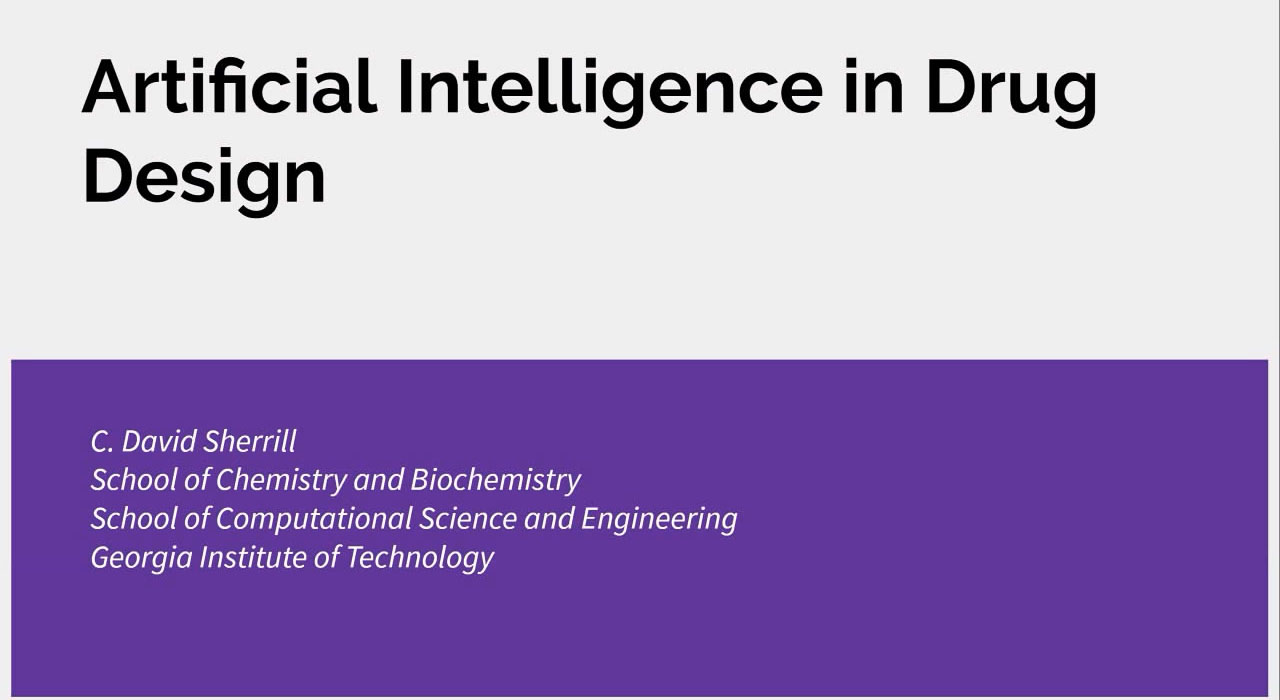 Artificial Intelligence in Drug
Design
C. David Sherrill
School of Chemistry and Biochemistry
School of Computational Science and Engineering
Georgia Institute of Technology